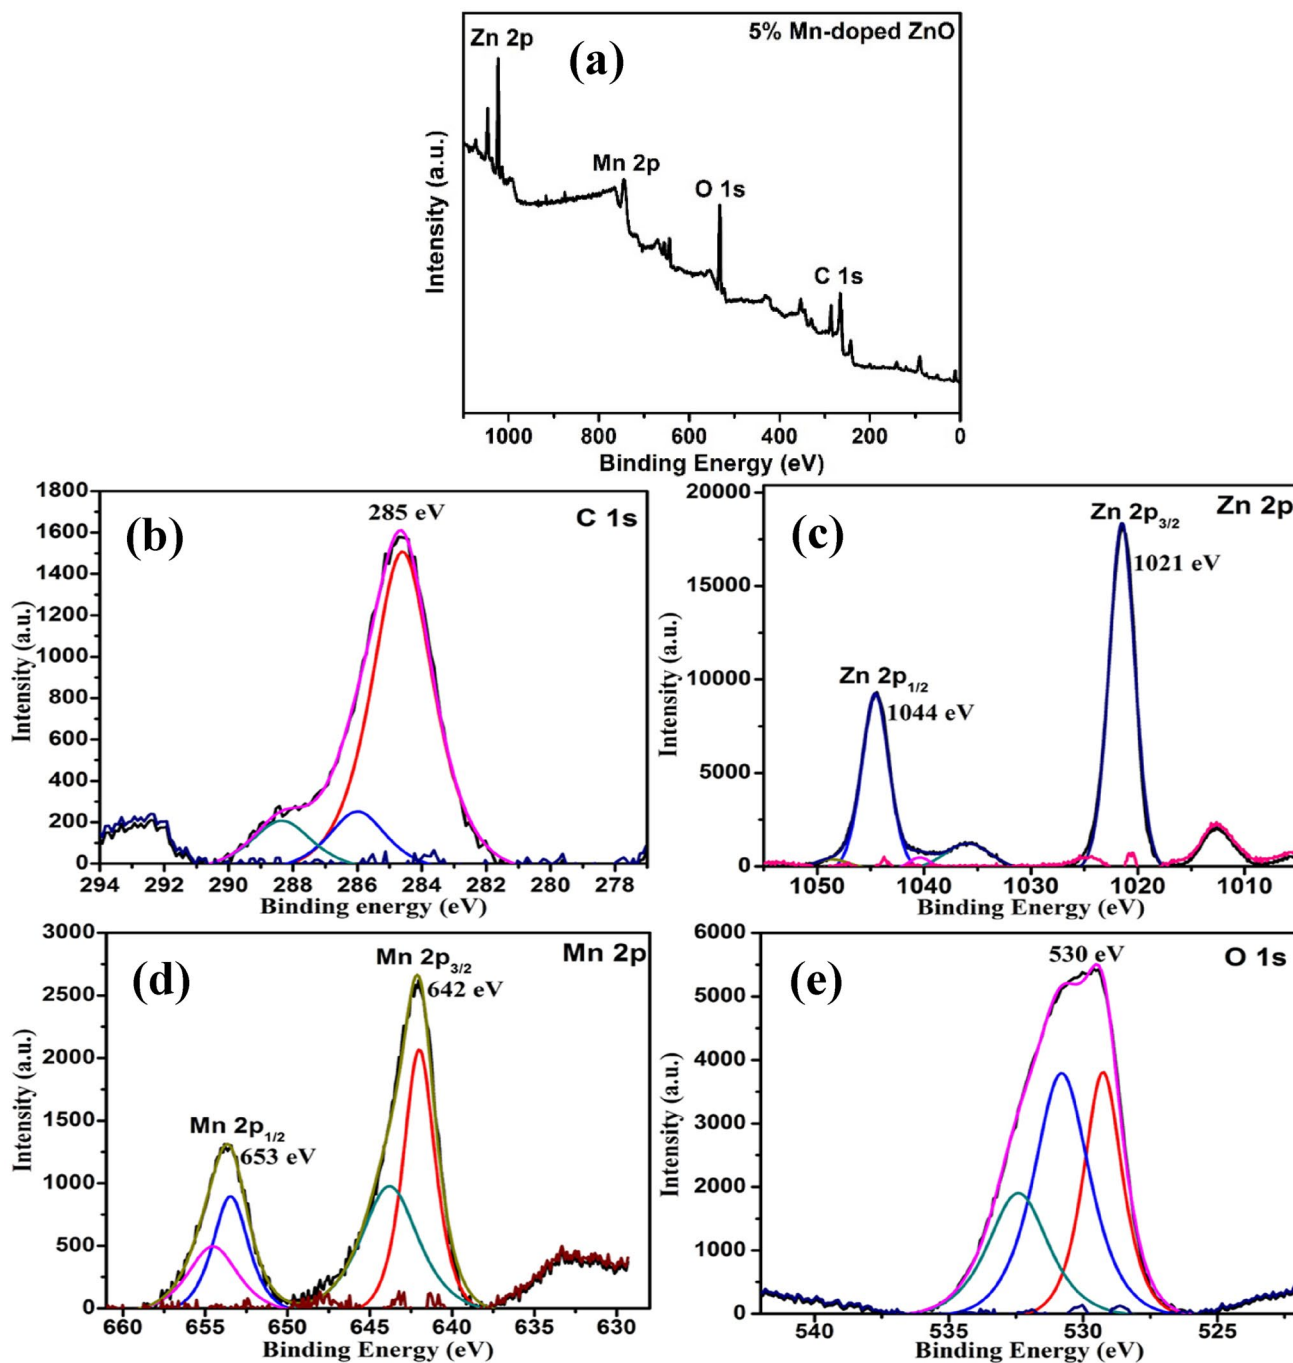 5% Mn-doped ZnO
(a)
Zn 2p
Mn 2p
O 1s
C 1s
Intensity (a.u.)
1000 800 600 400 200 0
Binding Energy (eV)
(b)
C 1s
285 eV
1800
1600
1400
1200
1000
800
600
400
200
0
Intensity (a.u.)
294 292 290 288 286 284 282 280 278
Binding energy (eV)
(c)
Zn 2p
Zn 2p3/2
1021 eV
Zn 2p1/2
1044 eV
20000
15000
10000
5000
0
Intensity (a.u.)
1050 1040 1030 1020 1010
Binding Energy (eV)
(d)
Mn 2p
Mn 2p3/2
642 eV
Mn 2p1/2
653 eV
3000
2500
2000
1500
1000
500
0
Intensity (a.u.)
660 655 650 645 640 635 630
Binding Energy (eV)
(e)
O 1s
530 eV
6000
5000
4000
3000
2000
1000
0
Intensity (a.u.)
540 535 530 525
Binding Energy (eV)